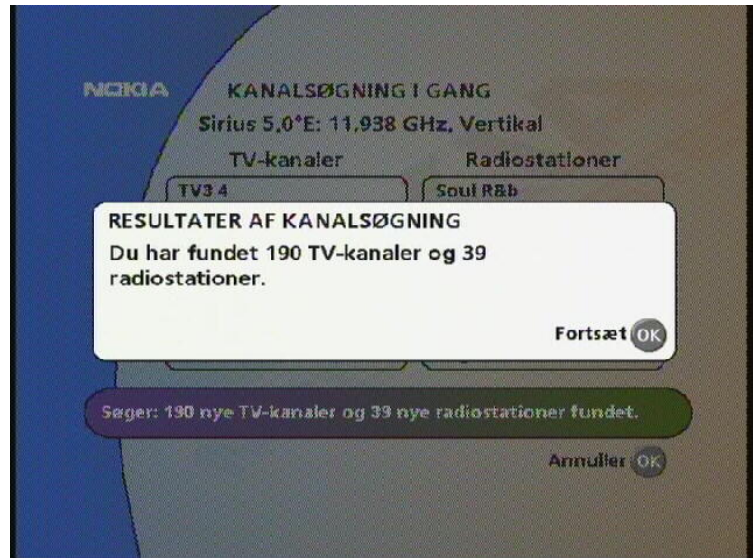 NOKIA
KANALSØGNING I GANG
Sirius 5,0°E: 11,938 GHz, Vertikal
TV-kanaler Radiostationer
TV3 4 Soul R&b
RESULTATER AF KANALSØGNING
Du har fundet 190 TV-kanaler og 39
radiostationer.
Fortsæt OK
Søger: 190 nye TV-kanaler og 39 nye radiostationer fundet.
Annuller OK